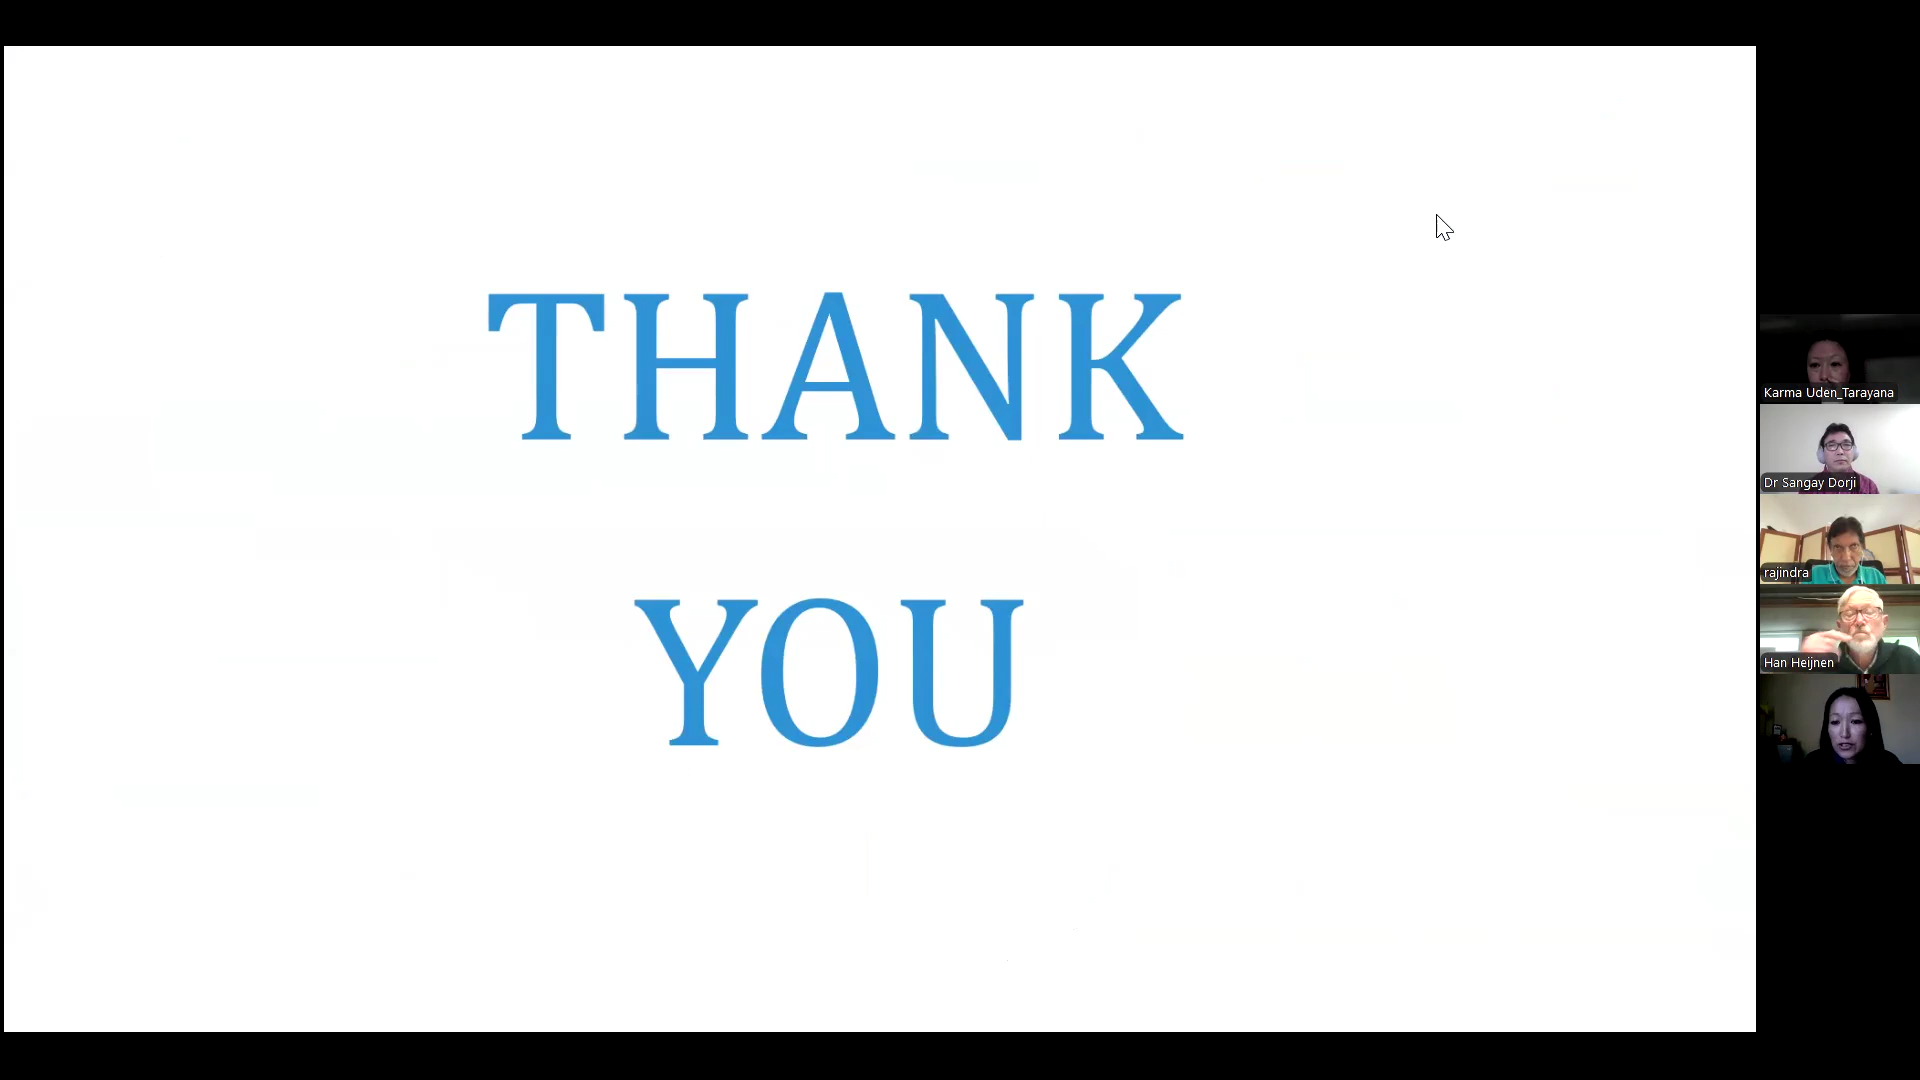 THANK
YOU
Karma Uden_Tarayana
Dr Sangay Dorji
rajindra
Han Heijnen